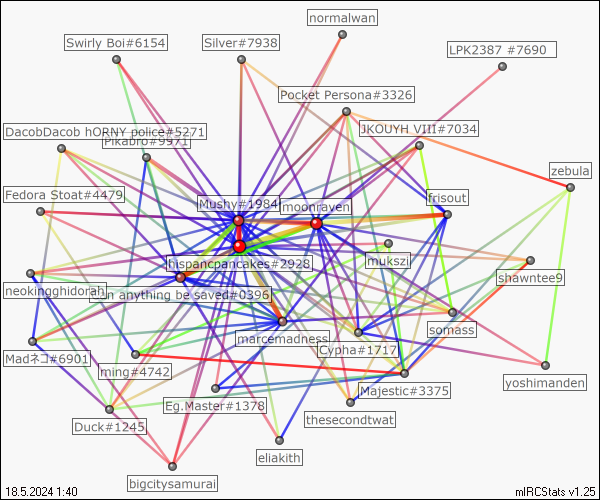 normalwan
Swirly Boi#6154
Silver#7938
LPK2387 #7690
Pocket Persona#3326
DacobDacob hORNY police#5271
JKOUYH VIII#7034
Pikabro#9971
zebula
Fedora Stoat#4479
Mushy#1984
moonraven
frisout
hispancpancakes#2928
mukszi
shawntee9
neokingghidorah
n anything be saved#0396
somass
marcemadness
Cypha#1717
Madネコ#6901
ming#4742
yoshimanden
Majestic#3375
Eg.Master#1378
thesecondtwat
Duck#1245
eliakith
bigcitysamurai
18.5.2024 1:40
mIRCStats v1.25